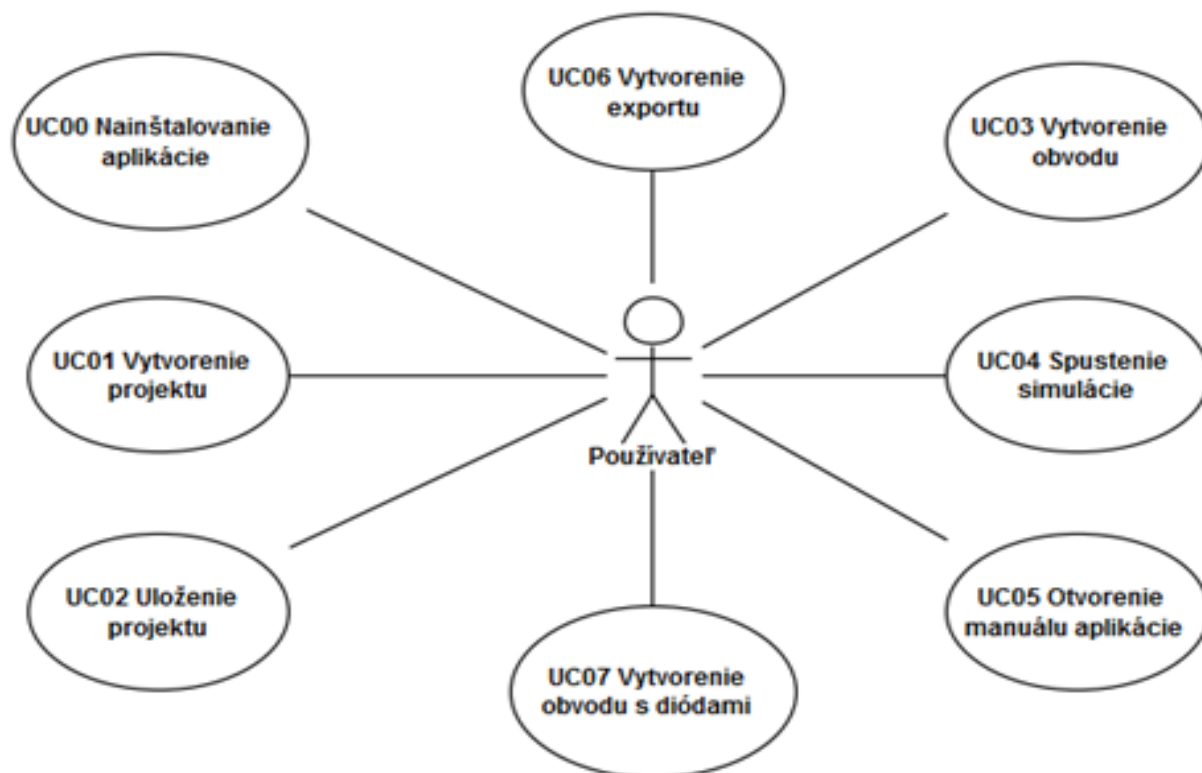 UC06 Vytvorenie
exportu
UC00 Nainštalovanie
aplikácie
UC03 Vytvorenie
obvodu
UC01 Vytvorenie
projektu
UC04 Spustenie
simulácie
Používateľ
UC02 Uloženie
projektu
UC05 Otvorenie
manuálu aplikácie
UC07 Vytvorenie
obvodu s diódami